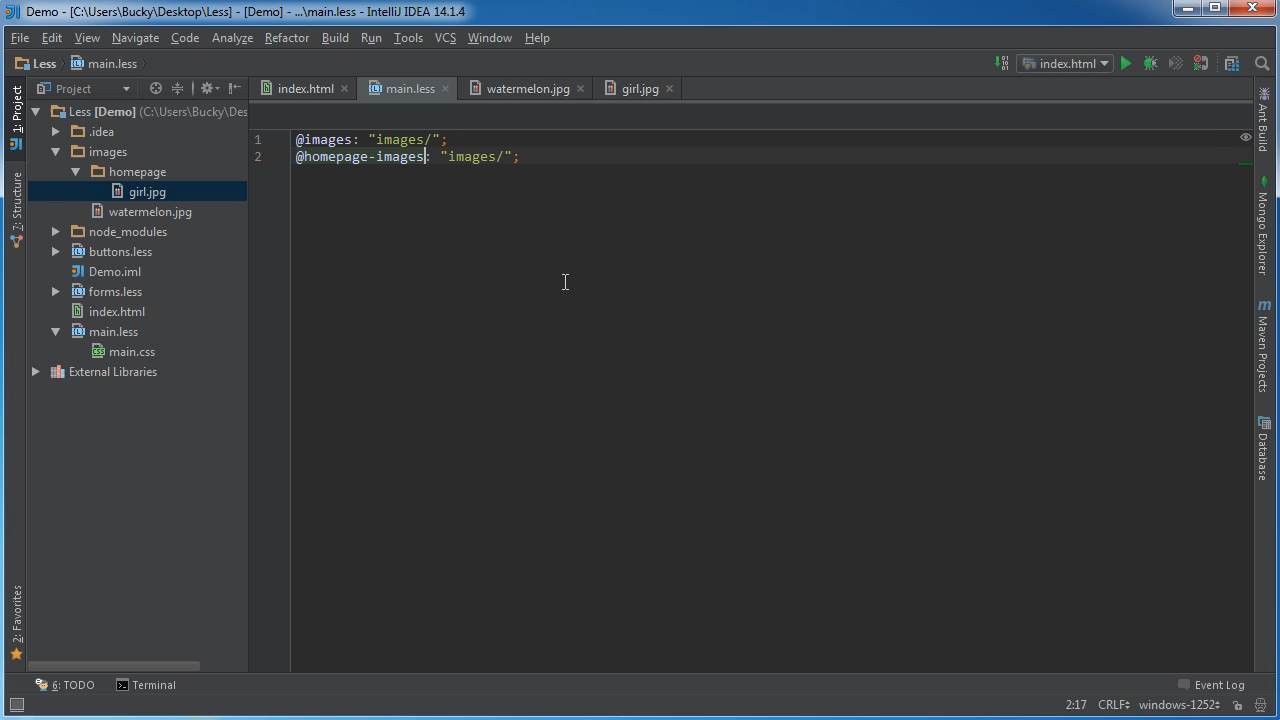 Demo - [C:\Users\Bucky\Desktop\Less] - [Demo] - ...\main.less - IntelliJ IDEA 14.1.4
File Edit View Navigate Code Analyze Refactor Build Run Tools VCS Window Help
Less main.less index.html
1: Project
Project
index.html main.less watermelon.jpg girl.jpg
Less [Demo] (C:\Users\Bucky\Des
.idea
images
homepage
girl.jpg
watermelon.jpg
node_modules
buttons.less
Demo.iml
forms.less
index.html
main.less
main.css
External Libraries
1 @images: "images/";
2 @homepage-images: "images/";
7: Structure
2: Favorites
Ant Build
Mongo Explorer
Maven Projects
Database
6: TODO Terminal Event Log
2:17 CRLF windows-1252